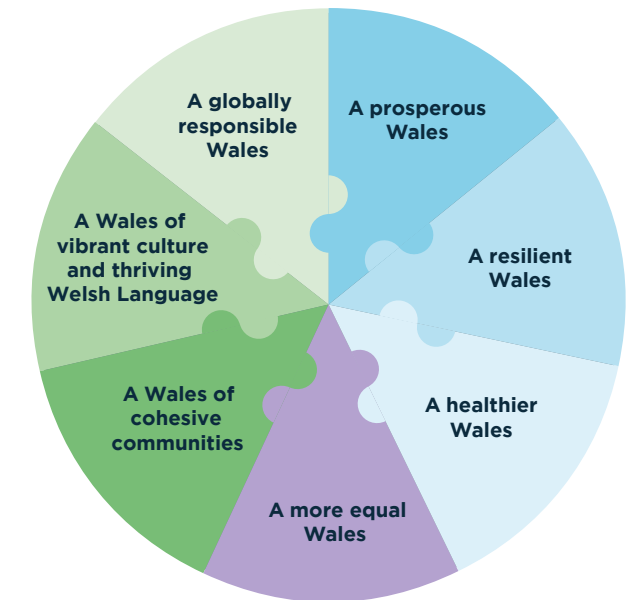 A prosperous
Wales
A resilient
Wales
A healthier
Wales
A more equal
Wales
A Wales of
cohesive
communities
A Wales of
vibrant culture
and thriving
Welsh Language
A globally
responsible
Wales